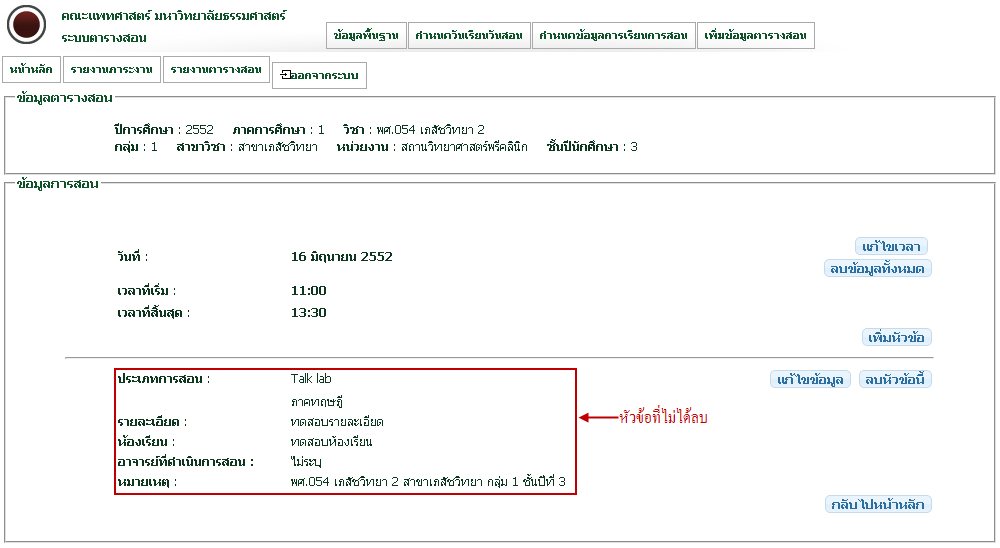 คณะแพทศาสตร์ มหาวิทยาลัยธรรมศาสตร์
ระบบตารางสอน
ข้อมูลพื้นฐาน กำหนดวันเรียนวันสอน กำหนดข้อมูลการเรียนการสอน เพิ่มข้อมูลตารางสอน
หน้าหลัก รายงานภาระงาน รายงานตารางสอน ออกจากระบบ
ข้อมูลตารางสอน
ปีการศึกษา : 2552 ภาคการศึกษา : 1 วิชา : พศ.054 เภสัชวิทยา 2
กลุ่ม : 1 สาขาวิชา : สาขาเภสัชวิทยา หน่วยงาน : สถานวิทยาศาสตร์พรีคลินิก ชั้นปีนักศึกษา : 3
ข้อมูลการสอน
แก้ไขเวลา
วันที่ : 16 มิถุนายน 2552
ลบข้อมูลทั้งหมด
เวลาที่เริ่ม : 11:00
เวลาที่สิ้นสุด : 13:30
เพิ่มหัวข้อ
ประเภทการสอน : Talk lab แก้ไขข้อมูล ลบหัวข้อนี้
ภาคทฤษฎี
หัวข้อที่ไม่ได้ลบ
รายละเอียด : ทดสอบรายละเอียด
ห้องเรียน : ทดสอบห้องเรียน
อาจารย์ที่ดำเนินการสอน : ไม่ระบุ
หมายเหตุ : พศ.054 เภสัชวิทยา 2 สาขาเภสัชวิทยา กลุ่ม 1 ชั้นปีที่ 3
กลับไปหน้าหลัก